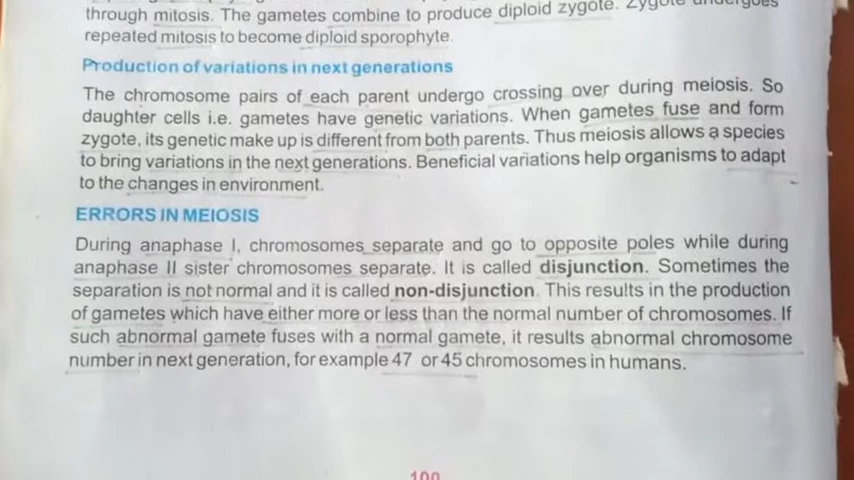 through mitosis. The gametes combine to produce diploid zygote. Zygote undergoes
repeated mitosis to become diploid sporophyte.
Production of variations in next generations
The chromosome pairs of each parent undergo crossing over during meiosis. So
daughter cells i.e. gametes have genetic variations. When gametes fuse and form
zygote, its genetic make up is different from both parents. Thus meiosis allows a species
to bring variations in the next generations. Beneficial variations help organisms to adapt
to the changes in environment.
ERRORS IN MEIOSIS
During anaphase I, chromosomes separate and go to opposite poles while during
anaphase II sister chromosomes separate. It is called disjunction. Sometimes the
separation is not normal and it is called non-disjunction. This results in the production
of gametes which have either more or less than the normal number of chromosomes. If
such abnormal gamete fuses with a normal gamete, it results abnormal chromosome
number in next generation, for example 47 or 45 chromosomes in humans.